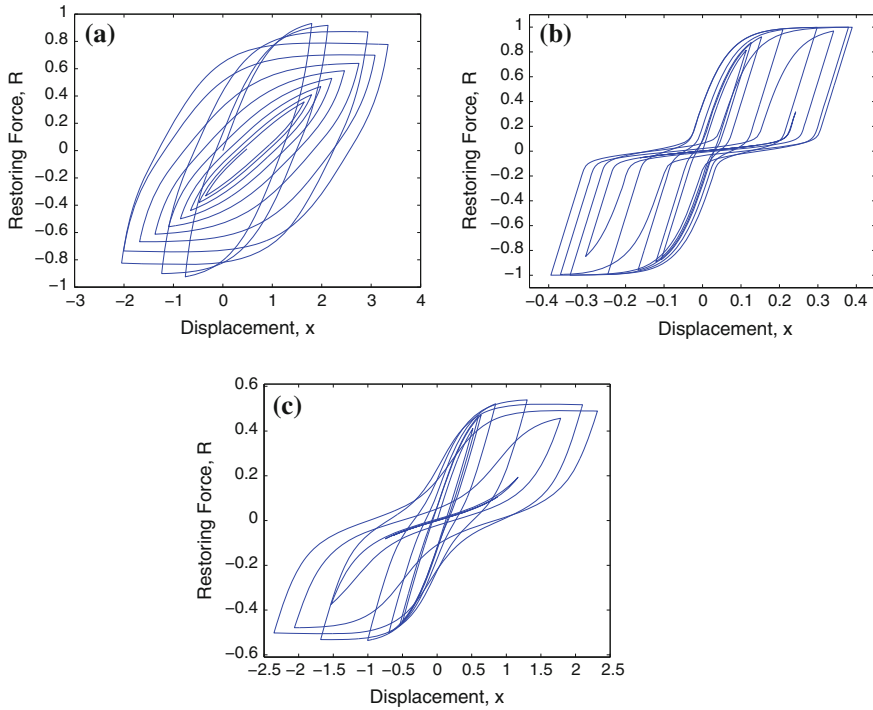 (a)
Restoring Force, R
1
0.8
0.6
0.4
0.2
0
−0.2
−0.4
−0.6
−0.8
−1
−3 −2 −1 0 1 2 3 4
Displacement, x
(b)
Restoring Force, R
1
0.8
0.6
0.4
0.2
0
−0.2
−0.4
−0.6
−0.8
−1
−0.4 −0.3 −0.2 −0.1 0 0.1 0.2 0.3 0.4
Displacement, x
(c)
Restoring Force, R
0.6
0.4
0.2
0
−0.2
−0.4
−0.6
−2.5 −2 −1.5 −1 −0.5 0 0.5 1 1.5 2 2.5
Displacement, x